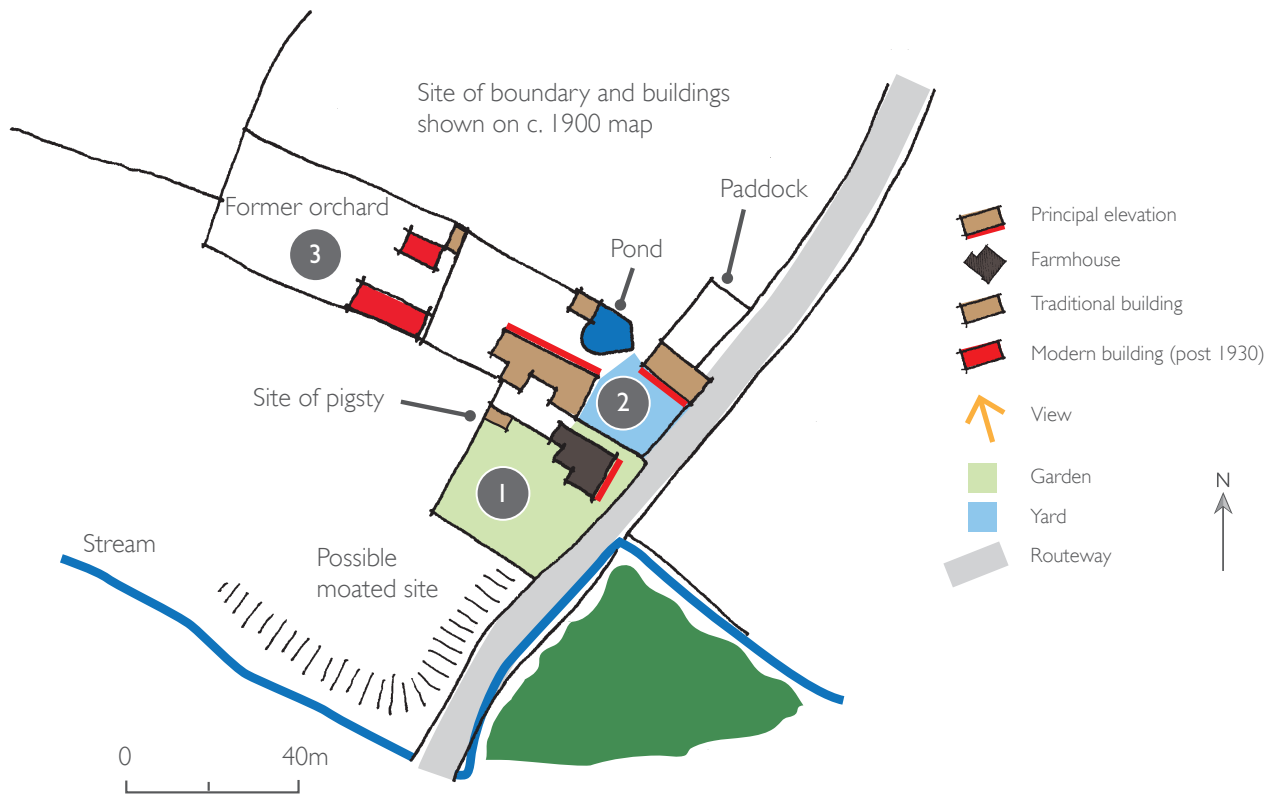 Site of boundary and buildings
shown on c. 1900 map
Paddock
Former orchard
3
Pond
Site of pigsty
2
1
Stream
Possible
moated site
0 40m
Principal elevation
Farmhouse
Traditional building
Modern building (post 1930)
View
Garden
Yard
Routeway
N